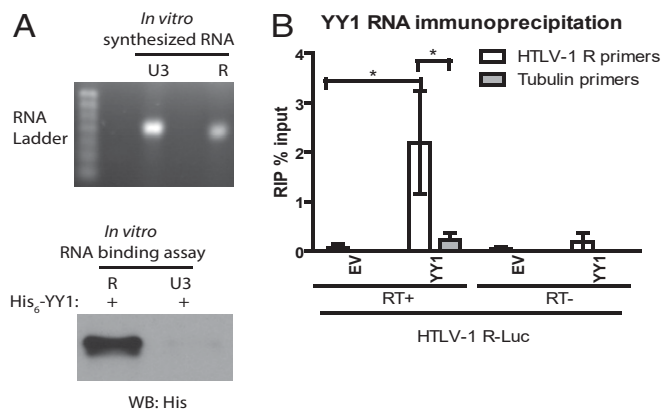 A
In vitro
synthesized RNA
U3 R
RNA
Ladder
In vitro
RNA binding assay
R U3
His6-YY1: + +
WB: His
B YY1 RNA immunoprecipitation
HTLV-1 R primers
Tubulin primers
RIP % input
4
3
2
1
0
* *
EV YY1 EV YY1
RT+ RT-
HTLV-1 R-Luc